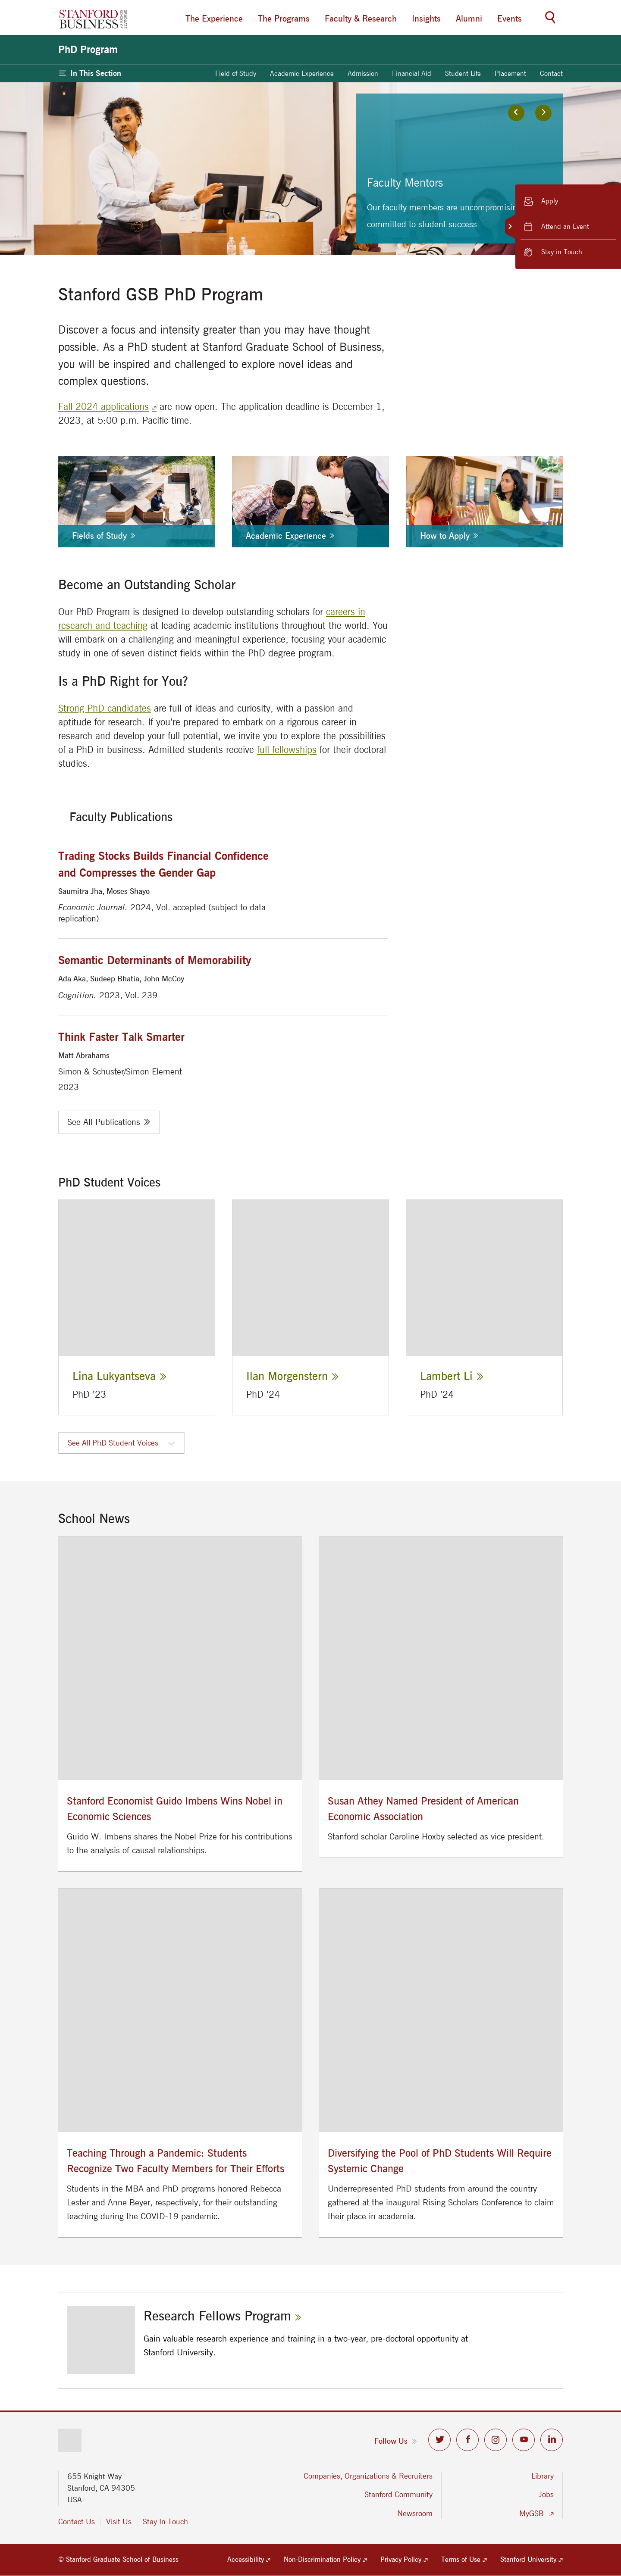 STANFORD
BUSINESS
The Experience
The Programs
Faculty & Research
Insights
Alumni
Events
PhD Program
In This Section
Field of Study
Academic Experience
Admission
Financial Aid
Student Life
Placement
Contact
Faculty Mentors
Our faculty members are
committed to student success
Apply
Attend an Event
Stay in Touch
Stanford GSB PhD Program
Discover a focus and intensity greater than you may have thought
possible. As a PhD student at Stanford Graduate School of Business,
you will be inspired and challenged to explore novel ideas and
complex questions.
Fall 2024 applications are now open. The application deadline is December 1,
2023, at 5:00 p.m. Pacific time.
Fields of Study
Academic Experience
How to Apply
Become an Outstanding Scholar
Our PhD Program is designed to develop outstanding scholars for careers in
research and teaching at leading academic institutions throughout the world. You
will embark on a challenging and meaningful experience, focusing your academic
study in one of seven distinct fields within the PhD degree program.
Is a PhD Right for You?
Strong PhD candidates are full of ideas and curiosity, with a passion and
aptitude for research. If you're prepared to embark on a rigorous career in
research and develop your full potential, we invite you to explore the possibilities
of a PhD in business. Admitted students receive full fellowships for their doctoral
studies.
Faculty Publications
Trading Stocks Builds Financial Confidence
and Compresses the Gender Gap
Saumitra Jha, Moses Shayo
Economic Journal. 2024, Vol. accepted (subject to data
replication)
Semantic Determinants of Memorability
Ada Aka, Sudeep Bhatia, John McCoy
Cognition. 2023, Vol. 239
Think Faster Talk Smarter
Matt Abrahams
Simon & Schuster/Simon Element
2023
See All Publications
PhD Student Voices
Lina Lukyantseva
PhD '23
Ilan Morgenstern
PhD '24
Lambert Li
PhD '24
See All PhD Student Voices
School News
Stanford Economist Guido Imbens Wins Nobel in
Economic Sciences
Guido W. Imbens shares the Nobel Prize for his contributions
to the analysis of causal relationships.
Susan Athey Named President of American
Economic Association
Stanford scholar Caroline Hoxby selected as vice president.
Teaching Through a Pandemic: Students
Recognize Two Faculty Members for Their Efforts
Students in the MBA and PhD programs honored Rebecca
Lester and Anne Beyer, respectively, for their outstanding
teaching during the COVID-19 pandemic.
Diversifying the Pool of PhD Students Will Require
Systemic Change
Underrepresented PhD students from around the country
gathered at the inaugural Rising Scholars Conference to claim
their place in academia.
Research Fellows Program
Gain valuable research experience and training in a two-year, pre-doctoral opportunity at
Stanford University.
Follow Us
655 Knight Way
Stanford, CA 94305
USA
Contact Us
Visit Us
Stay In Touch
Companies, Organizations & Recruiters
Stanford Community
Newsroom
Library
Jobs
MyGSB
© Stanford Graduate School of Business
Accessibility
Non-Discrimination Policy
Privacy Policy
Terms of Use
Stanford University